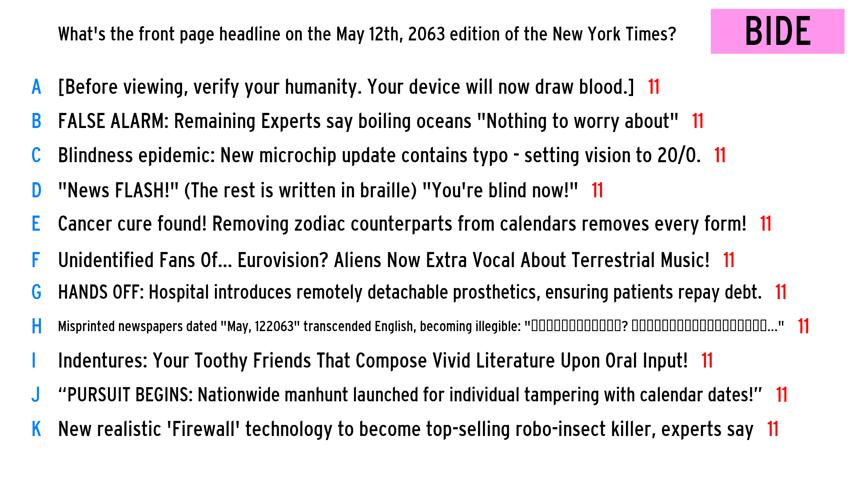 What's the front page headline on the May 12th, 2063 edition of the New York Times?
BIDE
A [Before viewing, verify your humanity. Your device will now draw blood.] 11
B FALSE ALARM: Remaining Experts say boiling oceans "Nothing to worry about" 11
C Blindness epidemic: New microchip update contains typo - setting vision to 20/0. 11
D "News FLASH!" (The rest is written in braille) "You're blind now!" 11
E Cancer cure found! Removing zodiac counterparts from calendars removes every form! 11
F Unidentified Fans Of... Eurovision? Aliens Now Extra Vocal About Terrestrial Music! 11
G HANDS OFF: Hospital introduces remotely detachable prosthetics, ensuring patients repay debt. 11
H Misprinted newspapers dated "May, 122063" transcended English, becoming illegible: "▯▯▯▯▯▯▯▯▯▯▯▯▯? ▯▯▯▯▯▯▯▯▯▯▯▯▯▯▯▯▯▯▯..." 11
I Indentures: Your Toothy Friends That Compose Vivid Literature Upon Oral Input! 11
J “PURSUIT BEGINS: Nationwide manhunt launched for individual tampering with calendar dates!” 11
K New realistic 'Firewall' technology to become top-selling robo-insect killer, experts say 11